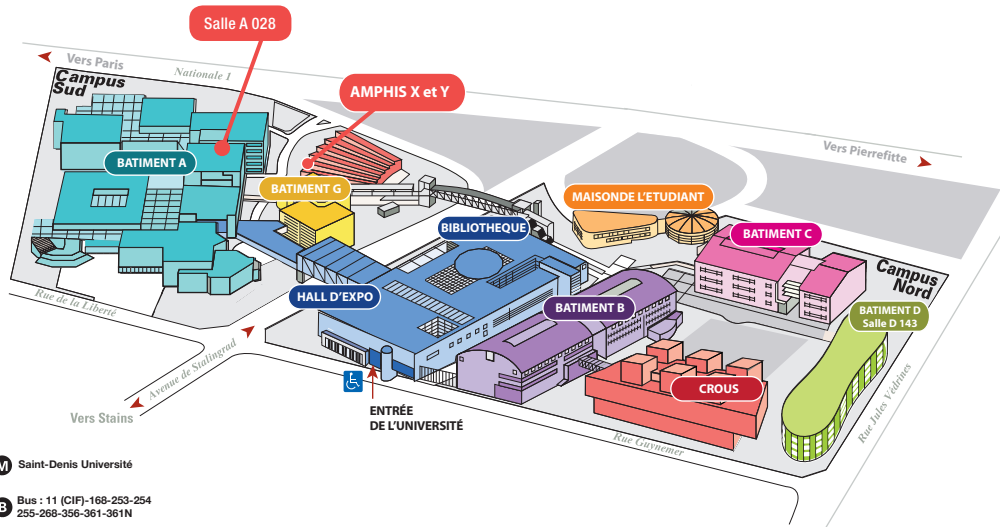 Salle A 028
Vers Paris
Nationale 1
Campus
Sud
AMPHIS X et Y
Vers Pierrefitte
BATIMENT A
BATIMENT G
MAISONDE L'ETUDIANT
BIBLIOTHEQUE
BATIMENT C
Campus
Nord
HALL D'EXPO
BATIMENT B
BATIMENT D
Salle D 143
Rue de la Liberté
Avenue de Stalingrad
CROUS
Rue Jules Védrines
Vers Stains
ENTRÉE
DE L'UNIVERSITÉ
Rue Guynemer
M Saint-Denis Université
B Bus : 11 (CIF)-168-253-254
255-268-356-361-361N